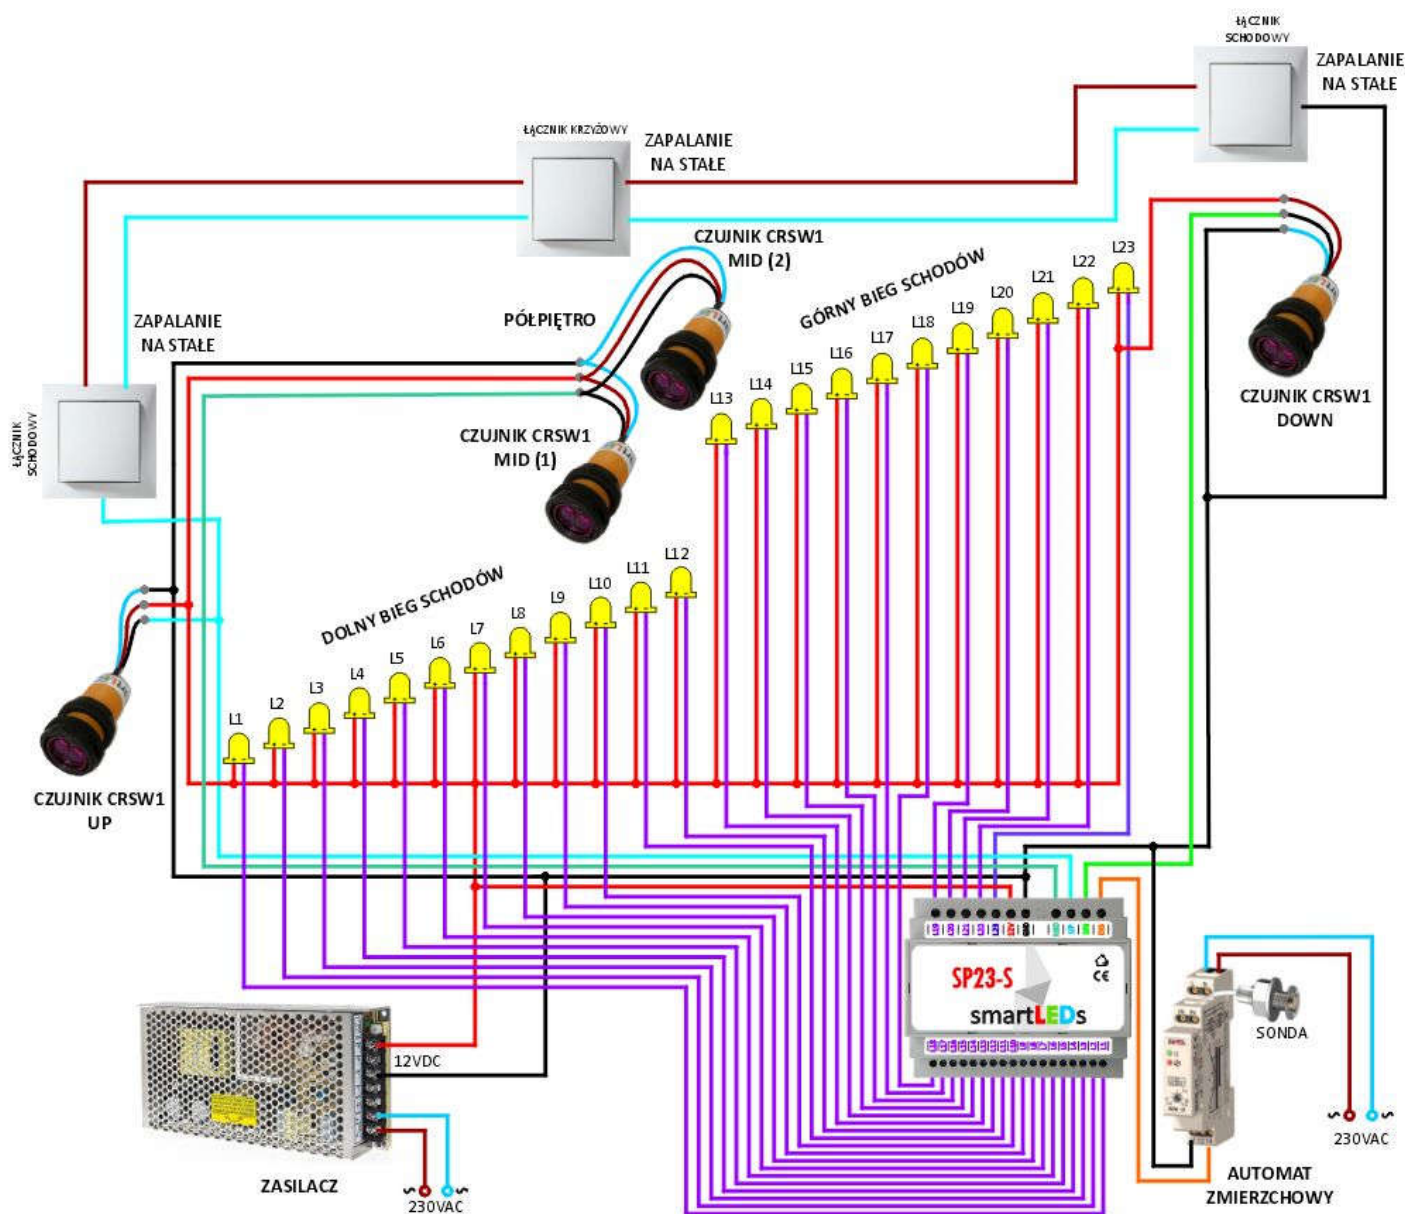 ŁĄCZNIK
SCHODOWY
ZAPALANIE
NA STAŁE
ŁĄCZNIK KRZYŻOWY
ZAPALANIE
NA STAŁE
CZUJNIK CRSW1
MID (2)
L23
L22
L21
L20
L19
L18
L17
L16
L15
L14
L13
GÓRNY BIEG SCHODÓW
PÓŁPIĘTRO
ZAPALANIE
NA STAŁE
CZUJNIK CRSW1
DOWN
ŁĄCZNIK
SCHODOWY
CZUJNIK CRSW1
MID (1)
DOLNY BIEG SCHODÓW
L12
L11
L10
L9
L8
L7
L6
L5
L4
L3
L2
L1
CZUJNIK CRSW1
UP
SP23-S
CE
smartLEDs
SONDA
12VDC
230VAC
ZASILACZ
230VAC
AUTOMAT
ZMIERZCHOWY